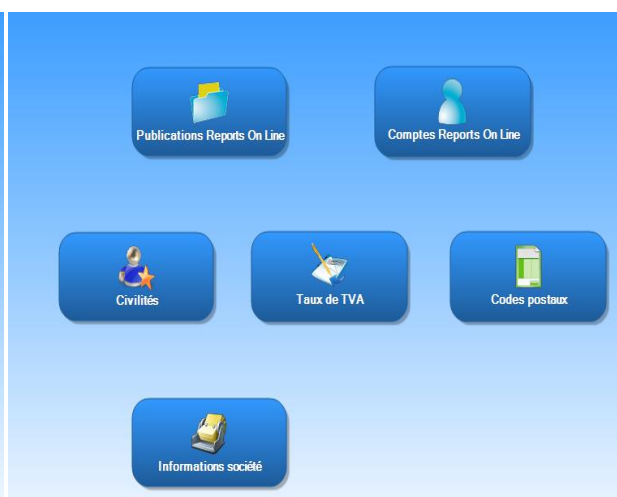 Publications Reports On Line
Comptes Reports On Line
Civilités
Taux de TVA
Codes postaux
Informations société